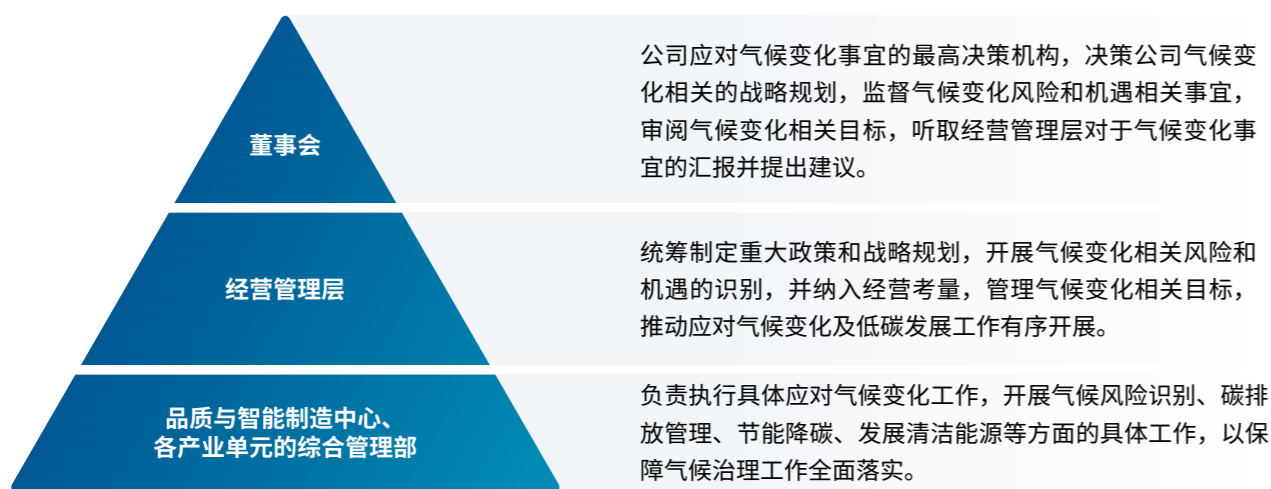 董事会
公司应对气候变化事宜的最高决策机构，决策公司气候变
化相关的战略规划，监督气候变化风险和机遇相关事宜，
审阅气候变化相关目标，听取经营管理层对于气候变化事
宜的汇报并提出建议。
经营管理层
统筹制定重大政策和战略规划，开展气候变化相关风险和
机遇的识别，并纳入经营考量，管理气候变化相关目标，
推动应对气候变化及低碳发展工作有序开展。
品质与智能制造中心、
各产业单元的综合管理部
负责执行具体应对气候变化工作，开展气候风险识别、碳排
放管理、节能降碳、发展清洁能源等方面的具体工作，以保
障气候治理工作全面落实。